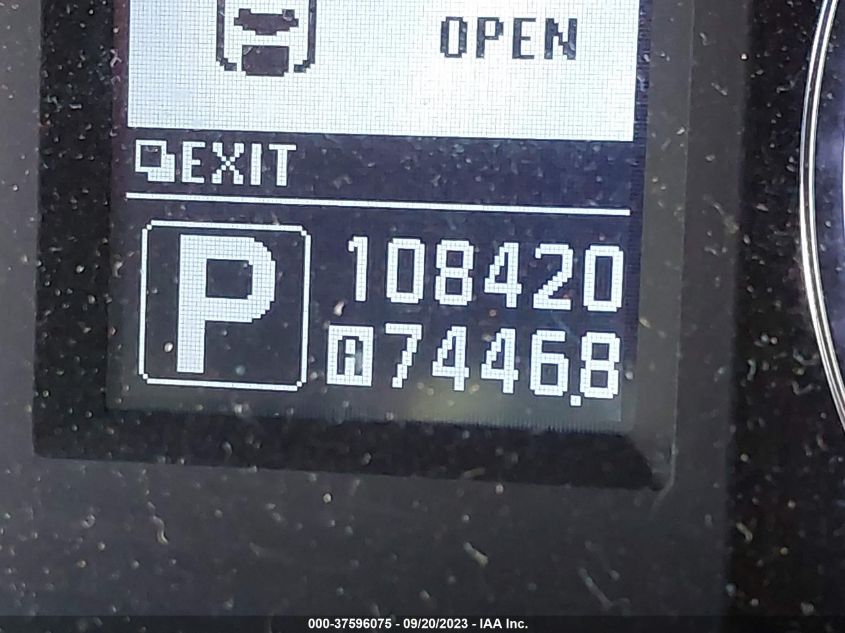 OPEN
EXIT
P
108420
A 7446.8
000-37596075 - 09/20/2023 - IAA Inc.